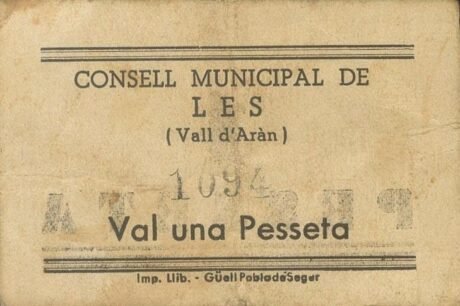 CONSELL MUNICIPAL DE
LES
(Vall d'Aràn)
1094
Val una Pesseta
Imp. Llib. - Güell Pobla de Segur